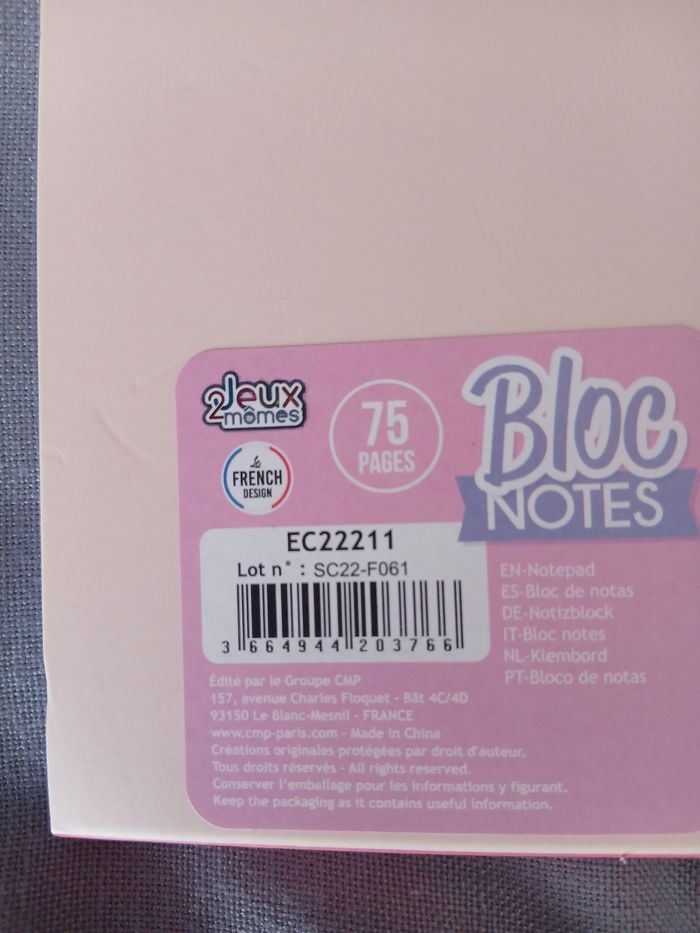 2Jeux
mômes
Le
FRENCH
DESIGN
75
PAGES
Bloc
NOTES
EC22211
Lot n° : SC22-F061
3 664944 203766
EN-Notepad
ES-Bloc de notas
DE-Notizblock
IT-Bloc notes
NL-Klembord
PT-Bloco de notas
Édité par le Groupe CMP
157, avenue Charles Floquet - Bât 4C/4D
93150 Le Blanc-Mesnil - FRANCE
www.cmp-paris.com - Made in China
Créations originales protégées par droit d'auteur.
Tous droits réservés - All rights reserved.
Conserver l'emballage pour les informations y figurant.
Keep the packaging as it contains useful information.